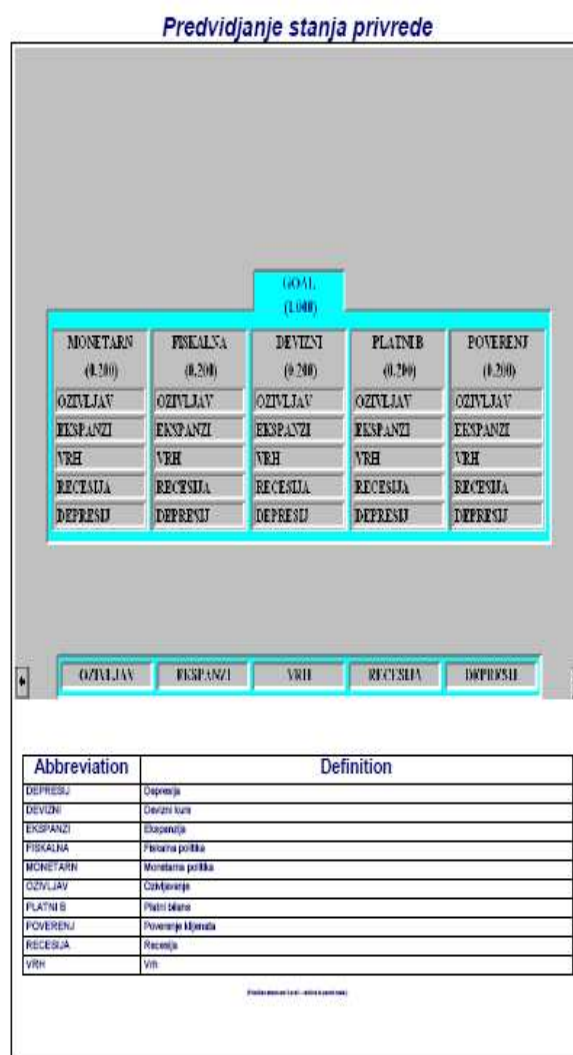 Predvidjanje stanja privrede
GOAL
(1.000)
MONETARN FISKALNA DEVIZNI PLATNI B POVERENJ
(0.200) (0.200) (0.200) (0.200) (0.200)
OZIVLJAV OZIVLJAV OZIVLJAV OZIVLJAV OZIVLJAV
EKSPANZI EKSPANZI EKSPANZI EKSPANZI EKSPANZI
VRH VRH VRH VRH VRH
RECESIJA RECESIJA RECESIJA RECESIJA RECESIJA
DEPRESIJ DEPRESIJ DEPRESIJ DEPRESIJ DEPRESIJ
OZIVLJAV EKSPANZI VRH RECESIJA DEPRESIJ
Abbreviation Definition
DEPRESIJ Depresija
DEVIZNI Devizni kurs
EKSPANZI Ekspanzija
FISKALNA Fiskalna politika
MONETARN Monetarna politika
OZIVLJAV Ozivljavanje
PLATNI B Platni bilans
POVERENJ Poverenje klijenata
RECESIJA Recesija
VRH Vrh